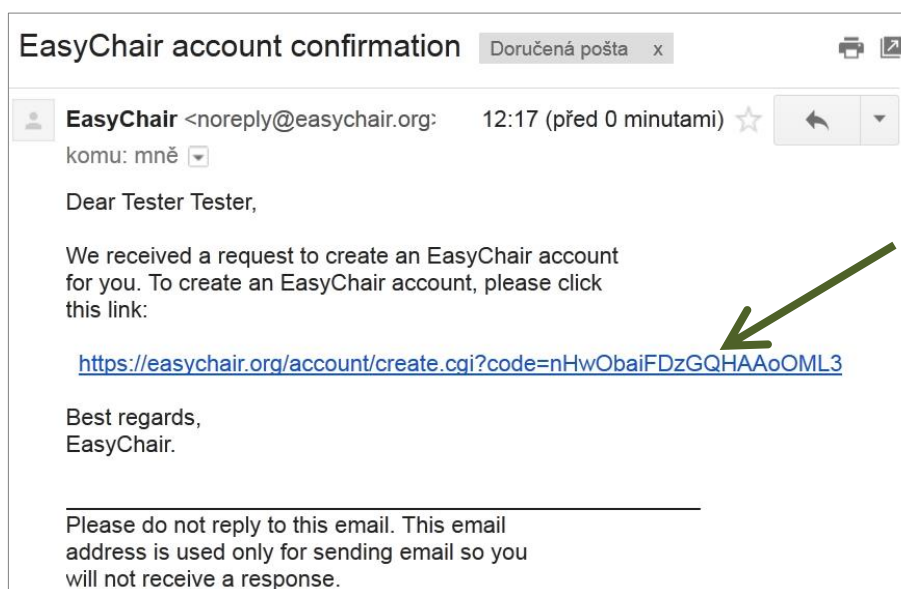 EasyChair account confirmation Doručená pošta x
EasyChair <noreply@easychair.org> 12:17 (před 0 minutami)
komu: mně
Dear Tester Tester,
We received a request to create an EasyChair account
for you. To create an EasyChair account, please click
this link:
https://easychair.org/account/create.cgi?code=nHwObaiFDzGQHAAoOML3
Best regards,
EasyChair.
Please do not reply to this email. This email
address is used only for sending email so you
will not receive a response.